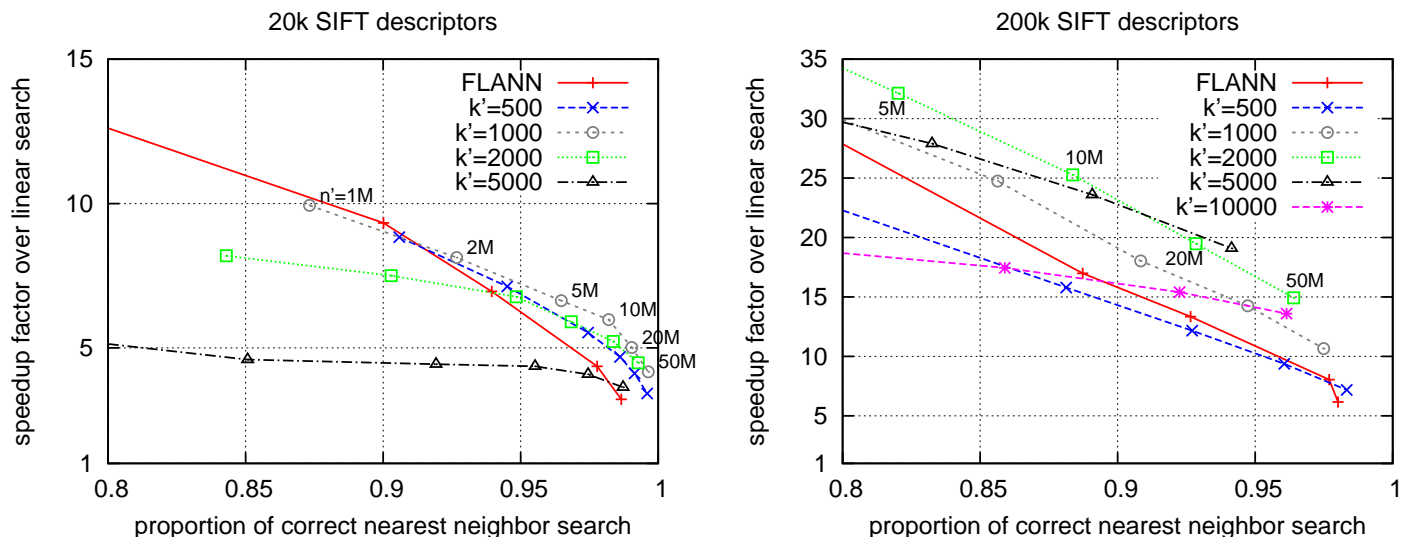 20k SIFT descriptors
speedup factor over linear search
15
10
5
1
FLANN
k'=500
k'=1000
k'=2000
k'=5000
n'=1M
2M
5M
10M
20M
50M
0.8
0.85
0.9
0.95
1
proportion of correct nearest neighbor search
200k SIFT descriptors
speedup factor over linear search
35
30
25
20
15
10
5
1
FLANN
k'=500
k'=1000
k'=2000
k'=5000
k'=10000
5M
10M
20M
50M
0.8
0.85
0.9
0.95
1
proportion of correct nearest neighbor search